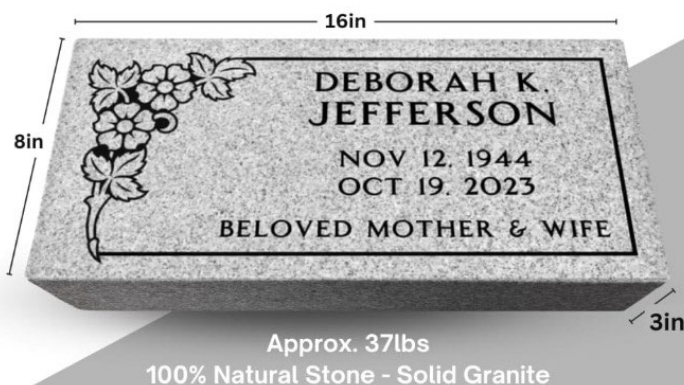 16in
8in
DEBORAH K.
JEFFERSON
NOV 12. 1944
OCT 19. 2023
BELOVED MOTHER & WIFE
3in
Approx. 37lbs
100% Natural Stone - Solid Granite